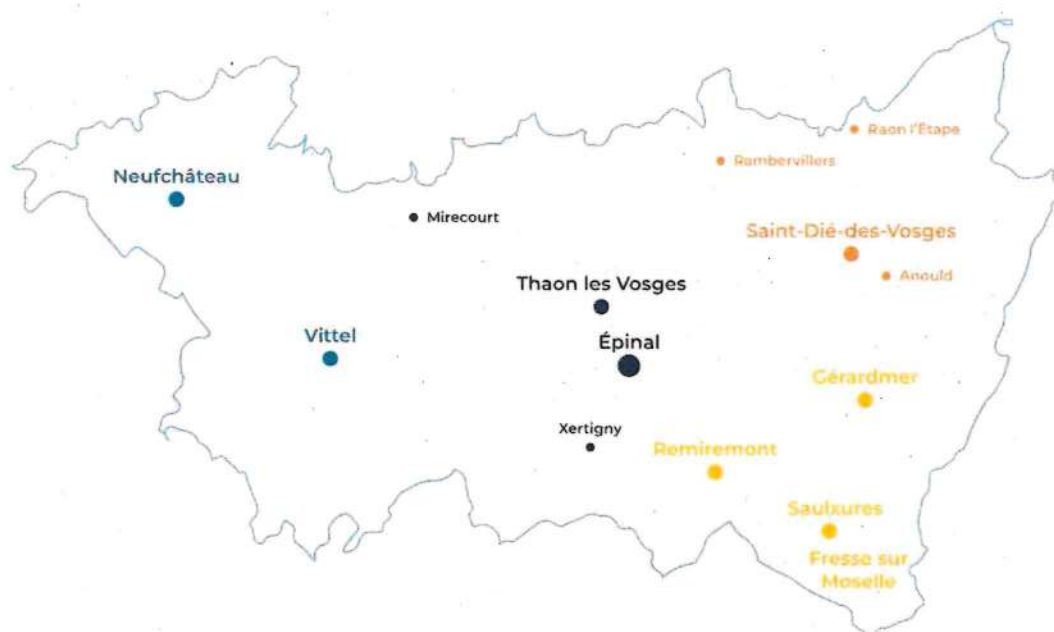 Raon l'Étape
Rambervillers
Neufchâteau
Mirecourt
Saint-Dié-des-Vosges
Anould
Thaon les Vosges
Vittel
Épinal
Gérardmer
Xertigny
Remiremont
Saulxures
Fresse sur
Moselle